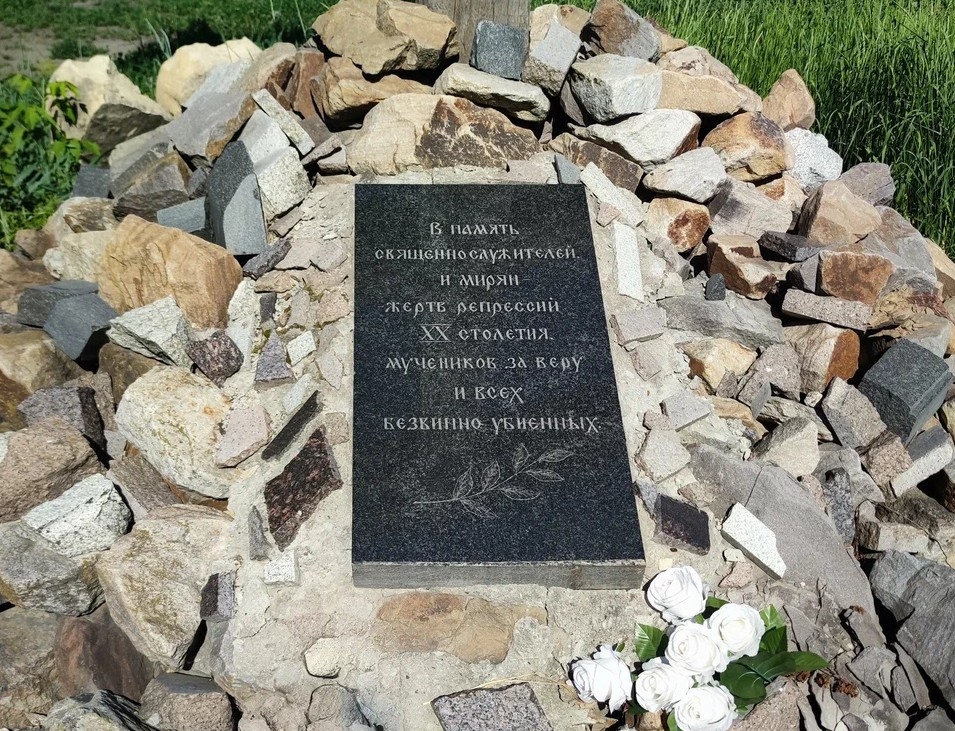 В память
священнослужителей.
и мирян
жертв репрессий
XX столетия.
мучеников за веру
и всех
безвинно убиенных.